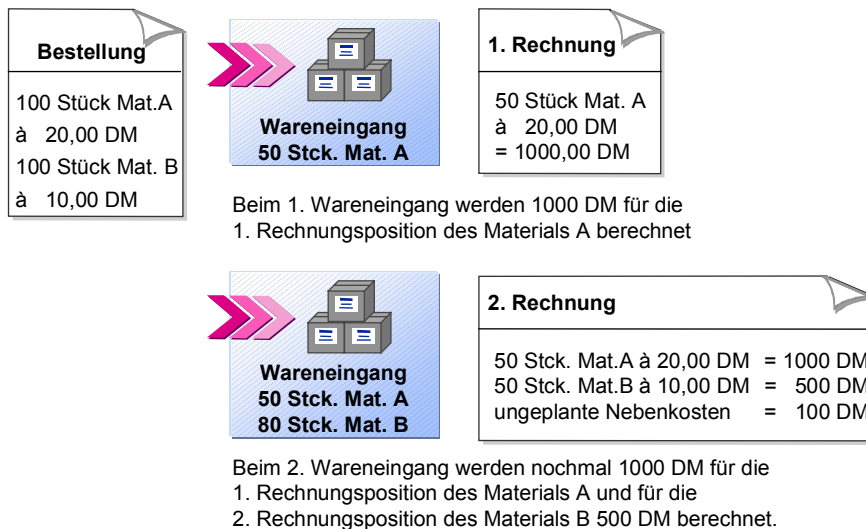 Bestellung
100 Stück Mat.A
à 20,00 DM
100 Stück Mat. B
à 10,00 DM
Wareneingang
50 Stck. Mat. A
1. Rechnung
50 Stück Mat. A
à 20,00 DM
= 1000,00 DM
Beim 1. Wareneingang werden 1000 DM für die
1. Rechnungsposition des Materials A berechnet
Wareneingang
50 Stck. Mat. A
80 Stck. Mat. B
2. Rechnung
50 Stck. Mat.A à 20,00 DM = 1000 DM
50 Stck. Mat.B à 10,00 DM = 500 DM
ungeplante Nebenkosten = 100 DM
Beim 2. Wareneingang werden nochmal 1000 DM für die
1. Rechnungsposition des Materials A und für die
2. Rechnungsposition des Materials B 500 DM berechnet.